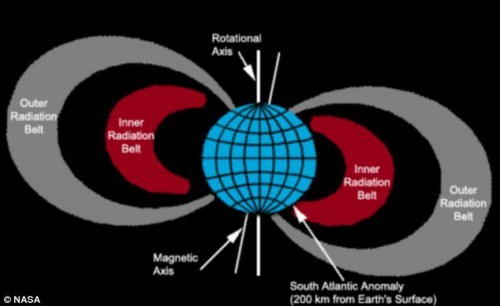 Rotational
Axis
Outer
Radiation
Belt
Inner
Radiation
Belt
Inner
Radiation
Belt
Outer
Radiation
Belt
Magnetic
Axis
South Atlantic Anomaly
(200 km from Earth's Surface)
© NASA